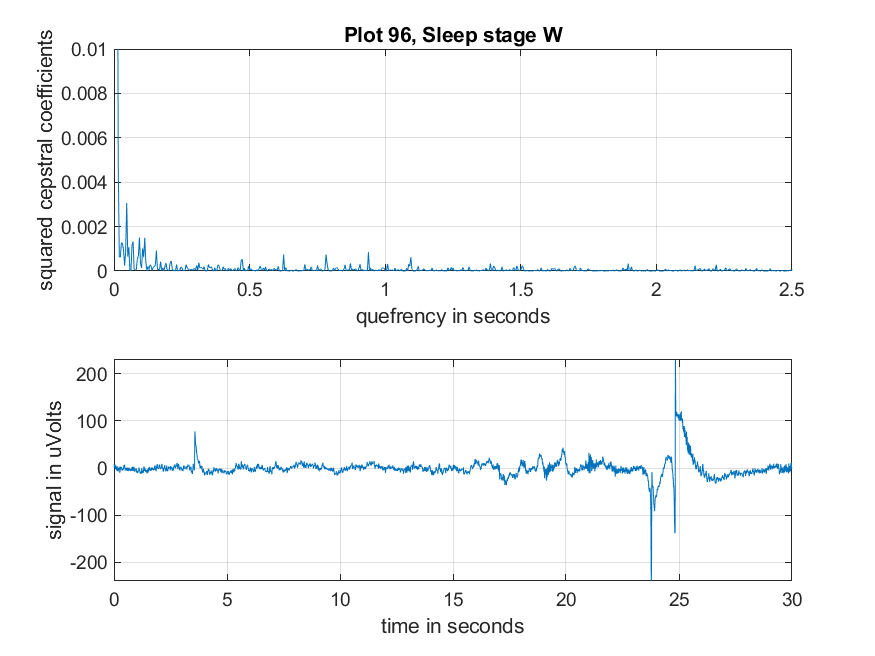 Plot 96, Sleep stage W
squared cepstral coefficients
0.01
0.008
0.006
0.004
0.002
0
0 0.5 1 1.5 2 2.5
quefrency in seconds
signal in uVolts
200
100
0
-100
-200
0 5 10 15 20 25 30
time in seconds